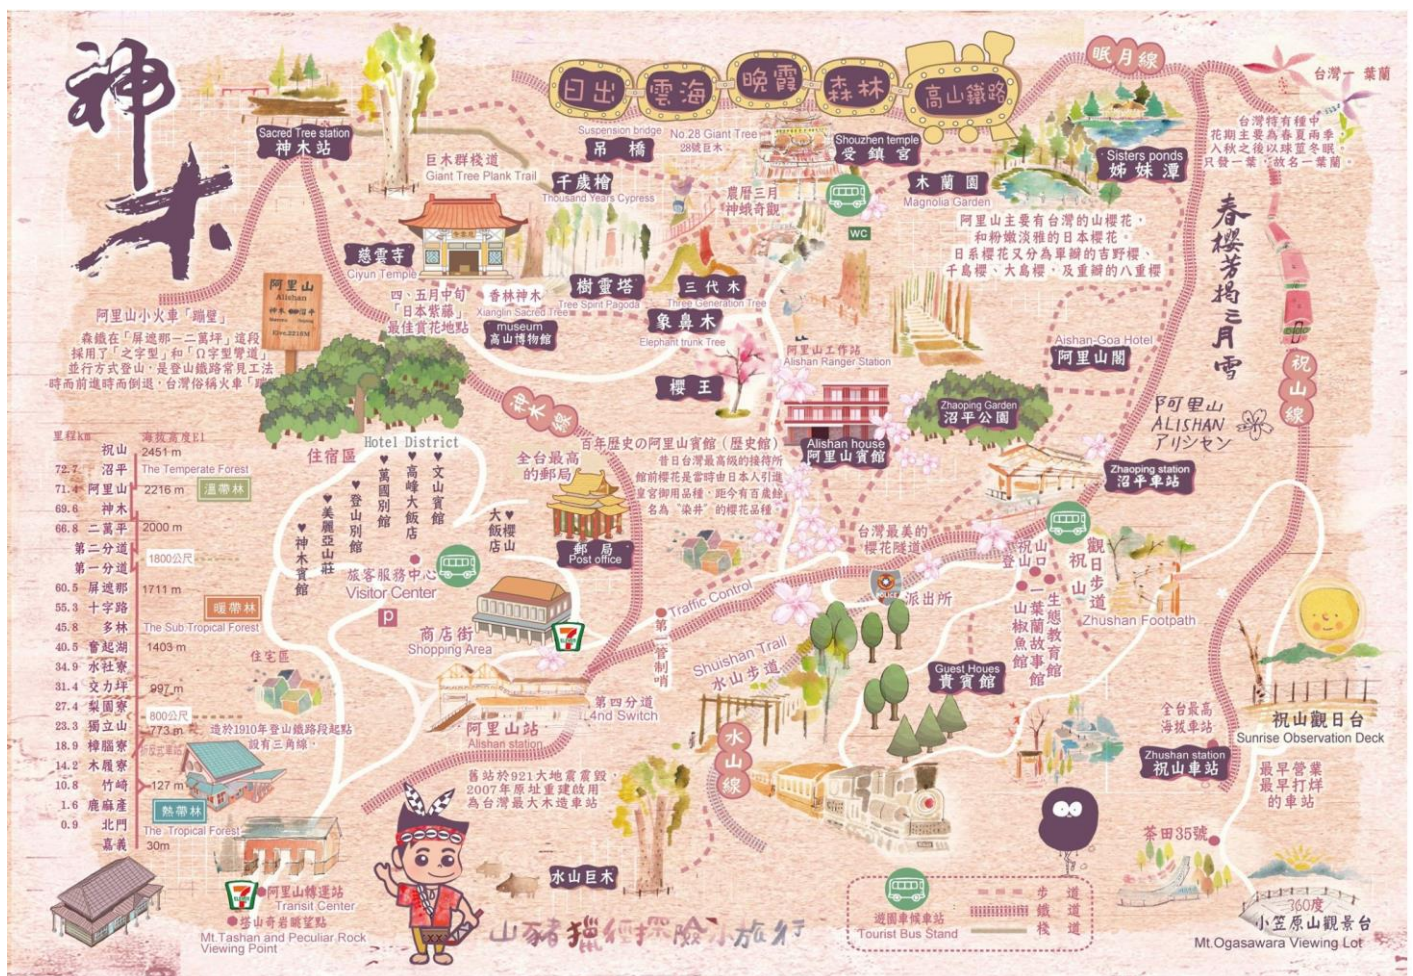 神木
日出
雲海
晚霞
森林
高山鐵路
眠月線
台灣一葉蘭
台灣特有種中
花期主要為春夏兩季,
入秋之後以球莖冬眠,
只發一葉,故名一葉蘭。
Sacred Tree station
神木站
巨木群棧道
Giant Tree Plank Trail
Suspension bridge
吊橋
No.28 Giant Tree
28號巨木
Shouzhen temple
受鎮宮
千歲檜
Thousand Years Cypress
農曆三月
神蛾奇觀
WC
木蘭園
Magnolia Garden
Sisters ponds
姊妹潭
阿里山主要有台灣的山櫻花,
和粉嫩淡雅的日本櫻花,
日系櫻花又分為單瓣的吉野櫻、
千島櫻、大島櫻,及重瓣的八重櫻
春櫻芳揭三月雪
慈雲寺
Ciyun Temple
樹靈塔
Tree Spirit Pagoda
三代木
Three Generation Tree
四、五月中旬
「日本紫藤」
最佳賞花地點
香林神木
Xianglin Sacred Tree
museum
高山博物館
象鼻木
Elephant trunk Tree
阿里山
Alishan
神木
沼平
阿里山小火車「蹦壁」
森鐵在「屏遮那—二萬坪」這段
採用了「之字型」和「Ω字型彎道」
並行方式登山,是登山鐵路常見工法
時而前進時而倒退,台灣俗稱火車「
阿里山工作站
Alishan Ranger Station
櫻王
Aishan-Goa Hotel
阿里山閣
祝山線
阿里山
ALISHAN
アリシセン
神木線
Zhaoping Garden
沼平公園
Alishan house
阿里山賓館
百年歷史の阿里山賓館(歷史館)
昔日台灣最高級的接待所
館前櫻花是當時由日本人引進
皇宮御用品種,距今有百歲餘
名為"染井"的櫻花品種。
Zhaoping station
沼平車站
里程km
海拔高度El
祝山 2451 m
72.7 沼平 The Temperate Forest
71.4 阿里山 2216 m 溫帶林
69.6 神木
66.8 二萬平 2000 m
第二分道
1800公尺
第一分道
60.5 屏遮那 1711 m
55.3 十字路 暖帶林
45.8 多林 The Sub Tropical Forest
40.5 奮起湖 1403 m
34.9 水社寮
31.4 交力坪 997 m
27.4 梨園寮
800公尺
23.3 獨立山 773 m
18.9 樟腦寮
14.2 木履寮
10.8 竹崎 127 m
1.6 鹿麻產 熱帶林
0.9 北門 The Tropical Forest
嘉義 30m
Hotel District
住宿區
神木賓館
美麗亞山莊
登山別館
萬國別館
高峰大飯店
文山賓館
櫻山
大飯店
全台最高
的郵局
郵局
Post office
旅客服務中心
Visitor Center
P
商店街
Shopping Area
7 ELEVEN
住宅區
造於1910年登山鐵路段起點
設有三角線。
阿里山站
Alishan station
第四分道
4nd Switch
舊站於921大地震震毀,
2007年原址重建啟用
為台灣最大木造車站
第一管制哨
Traffic Control
台灣最美的
櫻花隧道
POLICE
派出所
祝山
登山口
觀日步道
祝山
Zhushan Footpath
生態教育館
一葉蘭故事館
山椒魚館
Shuishan Trail
水山步道
水山線
Guest Houes
貴賓館
全台最高
海拔車站
Zhushan station
祝山車站
最早營業
最早打烊
的車站
祝山觀日台
Sunrise Observation Deck
茶田35號
360度
小笠原山觀景台
Mt.Ogasawara Viewing Lot
水山巨木
7 ELEVEN
阿里山轉運站
Transit Center
塔山奇岩眺望點
Mt.Tashan and Peculiar Rock
Viewing Point
山豬獵徑探險
旅行
遊園車候車站
Tourist Bus Stand
步道
鐵道
棧道